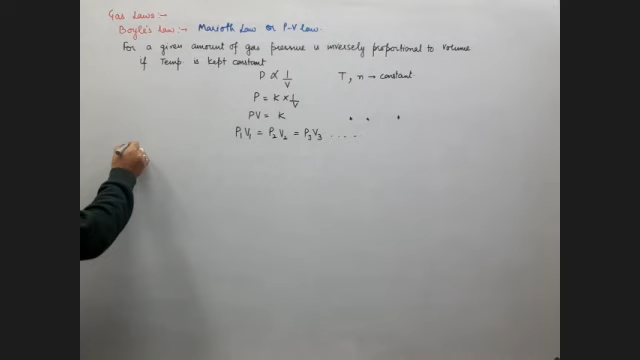 Gas Laws:-
Boyle's law:- Marioth Law or P-V law.
For a given amount of gas pressure is inversely proportional to volume
if Temp is kept constant
P ∝ 1/V T, n → constant
P = K × 1/V
PV = K
P₁V₁ = P₂V₂ = P₃V₃ .....